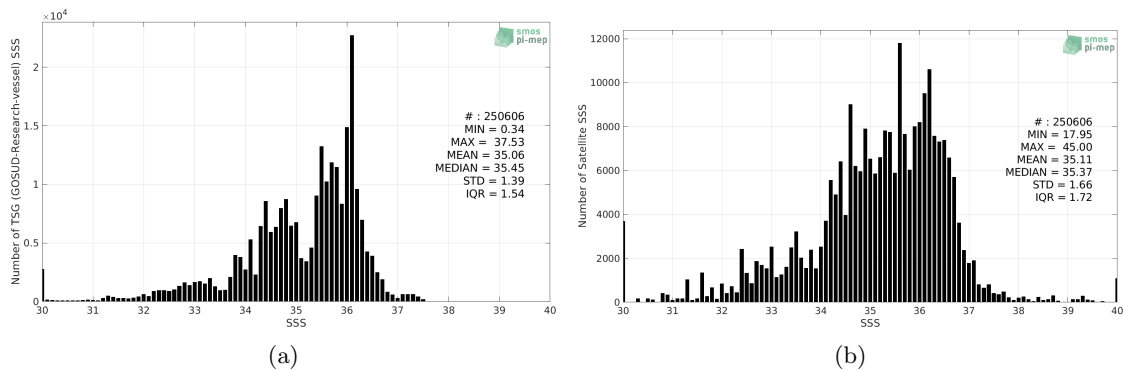 ×10⁴
Number of TSG (GOSUD-Research-vessel) SSS
2
1.5
1
0.5
0
30 31 32 33 34 35 36 37 38 39 40
SSS
smos
pi-mep
# : 250606
MIN = 0.34
MAX = 37.53
MEAN = 35.06
MEDIAN = 35.45
STD = 1.39
IQR = 1.54
(a)
Number of Satellite SSS
12000
10000
8000
6000
4000
2000
0
30 31 32 33 34 35 36 37 38 39 40
SSS
smos
pi-mep
# : 250606
MIN = 17.95
MAX = 45.00
MEAN = 35.11
MEDIAN = 35.37
STD = 1.66
IQR = 1.72
(b)